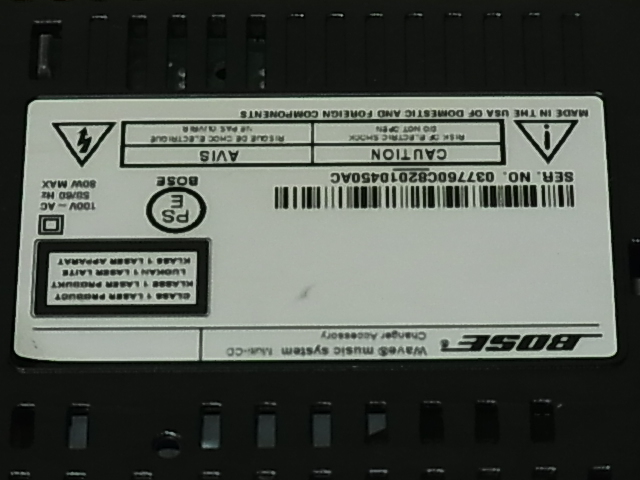 BOSE® Wave® music system Multi-CD
Changer Accessory
CLASS 1 LASER PRODUCT
KLASSE 1 LASER PRODUKT
LUOKAN 1 LASER LAITE
KLASS 1 LASER APPARAT
100V ~ AC
50/60 Hz
80W MAX
PS
E
BOSE
SER. NO. 037760C82010450AC
CAUTION
RISK OF ELECTRIC SHOCK
DO NOT OPEN
AVIS
RISQUE DE CHOC ELECTRIQUE
NE PAS OUVRIR
MADE IN THE USA OF DOMESTIC AND FOREIGN COMPONENTS